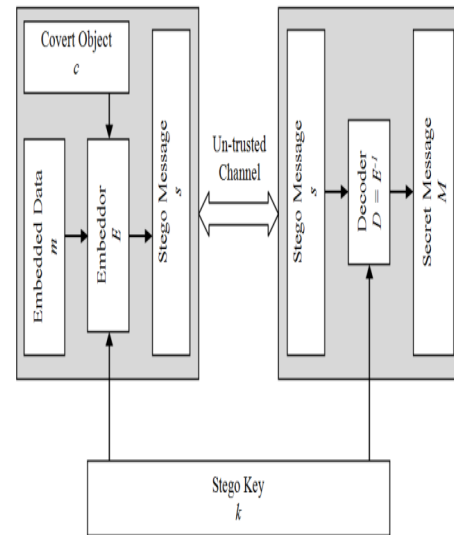 Covert Object
c
Embedded Data
m
Embeddor
E
Stego Message
s
Un-trusted
Channel
Stego Message
s
Decoder
D = E⁻¹
Secret Message
M
Stego Key
k